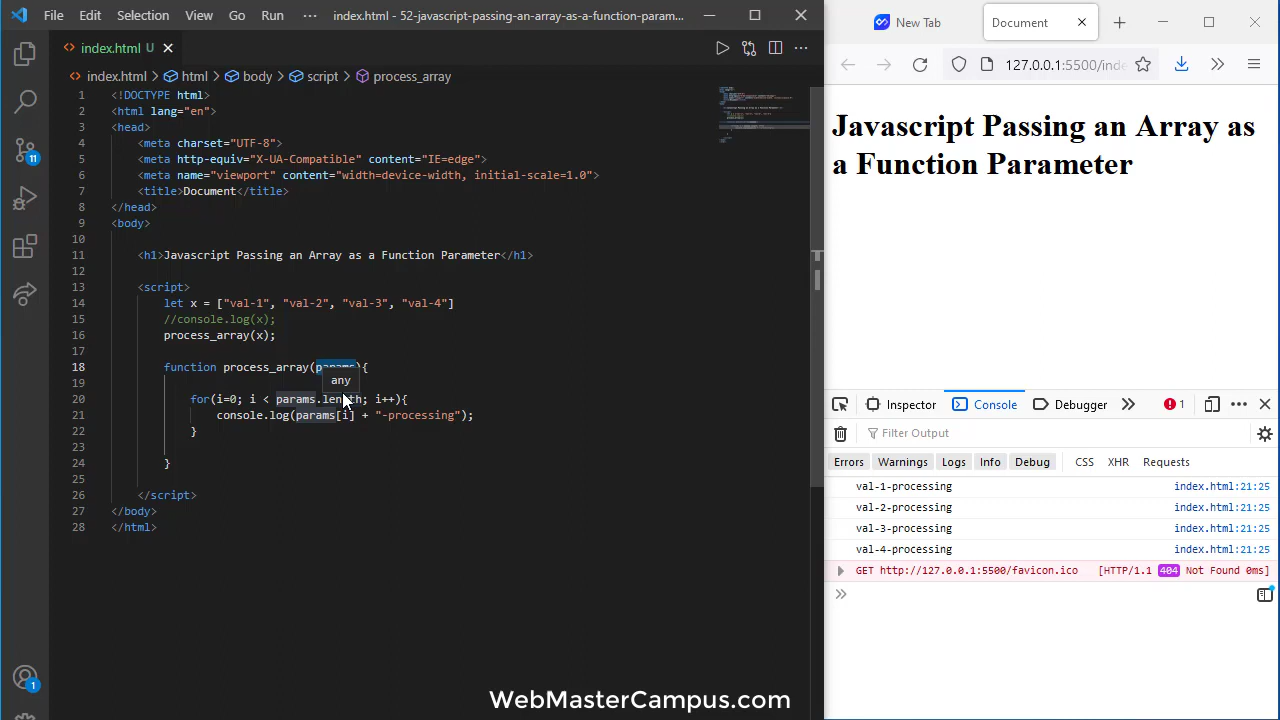 File Edit Selection View Go Run ··· index.html - 52-javascript-passing-an-array-as-a-function-param...
index.html U
index.html > html > body > script > process_array
1 <!DOCTYPE html>
2 <html lang="en">
3 <head>
4 <meta charset="UTF-8">
5 <meta http-equiv="X-UA-Compatible" content="IE=edge">
6 <meta name="viewport" content="width=device-width, initial-scale=1.0">
7 <title>Document</title>
8 </head>
9 <body>
10
11 <h1>Javascript Passing an Array as a Function Parameter</h1>
12
13 <script>
14 let x = ["val-1", "val-2", "val-3", "val-4"]
15 //console.log(x);
16 process_array(x);
17
18 function process_array(params){
any
19
20 for(i=0; i < params.length; i++){
21 console.log(params[i] + "-processing");
22 }
23
24 }
25
26 </script>
27 </body>
28 </html>
11
1
New Tab
Document
127.0.0.1:5500/inde
Javascript Passing an Array as
a Function Parameter
Inspector Console Debugger 1
Filter Output
Errors Warnings Logs Info Debug CSS XHR Requests
val-1-processing index.html:21:25
val-2-processing index.html:21:25
val-3-processing index.html:21:25
val-4-processing index.html:21:25
GET http://127.0.0.1:5500/favicon.ico [HTTP/1.1 404 Not Found 0ms]
WebMasterCampus.com